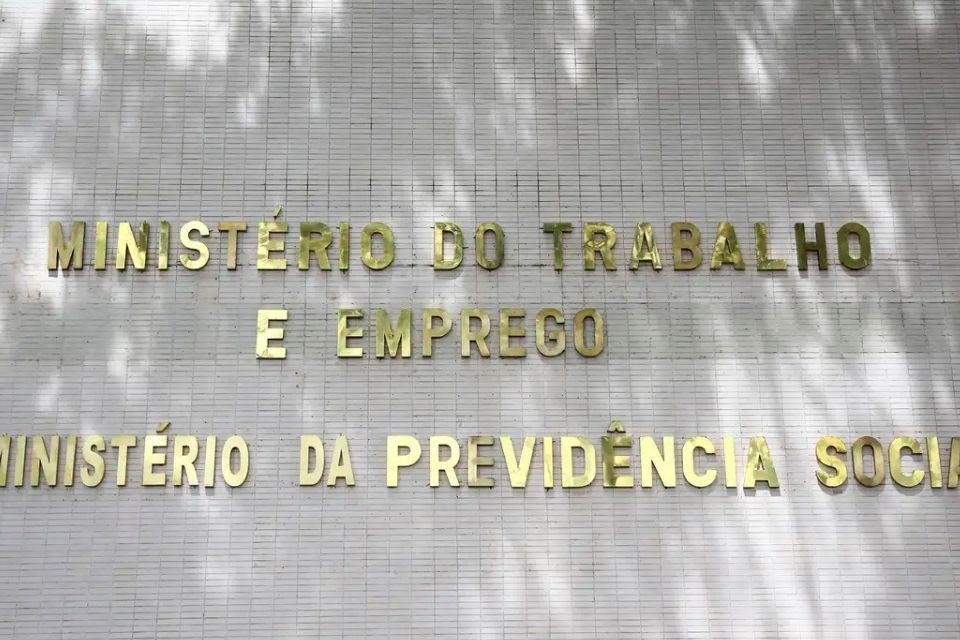 MINISTÉRIO DO TRABALHO
E EMPREGO
MINISTÉRIO DA PREVIDÊNCIA SOCIA